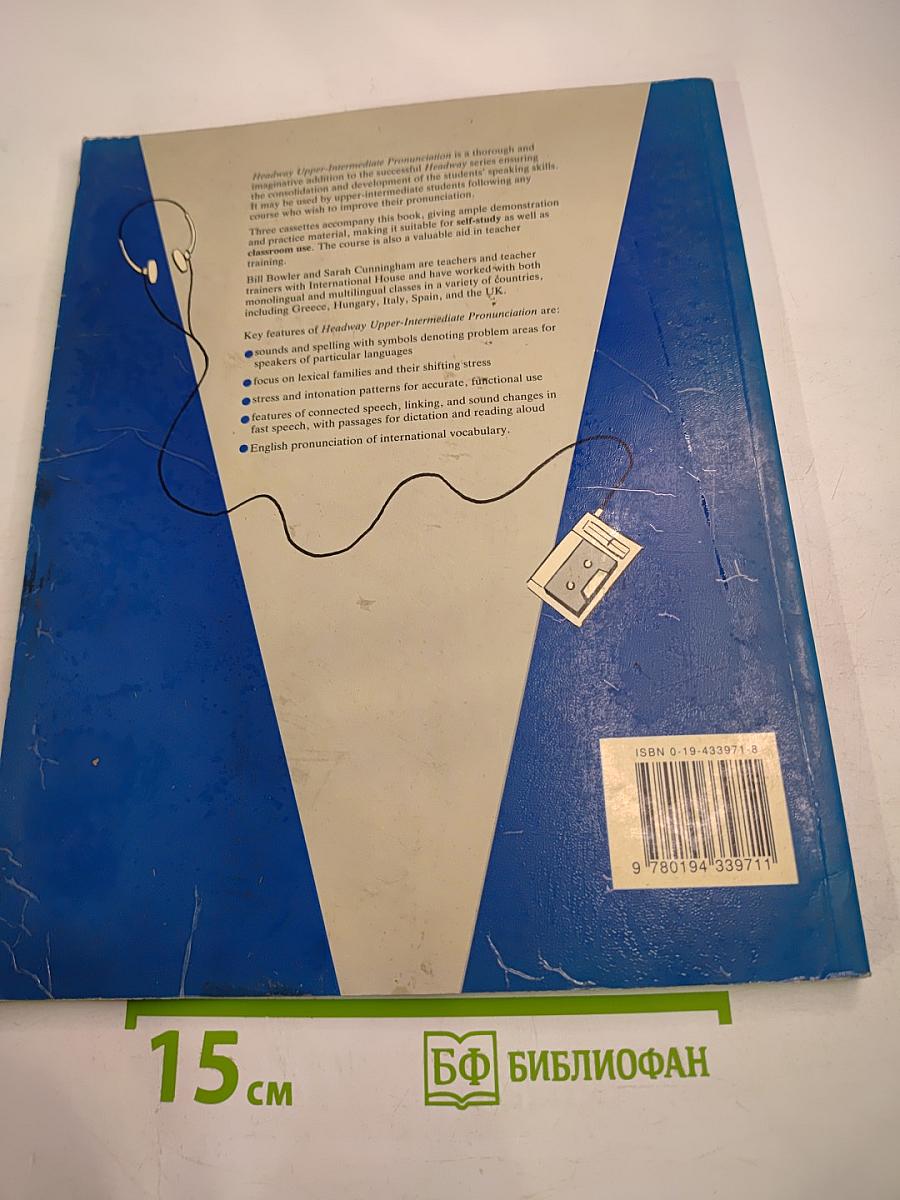 Headway Upper-Intermediate Pronunciation is a thorough and
imaginative addition to the successful Headway series ensuring
the consolidation and development of the students' speaking skills.
It may be used by upper-intermediate students following any
course who wish to improve their pronunciation.
Three cassettes accompany this book, giving ample demonstration
and practice material, making it suitable for self-study as well as
classroom use. The course is also a valuable aid in teacher
training.
Bill Bowler and Sarah Cunningham are teachers and teacher
trainers with International House and have worked with both
monolingual and multilingual classes in a variety of countries,
including Greece, Hungary, Italy, Spain, and the UK.
Key features of Headway Upper-Intermediate Pronunciation are:
● sounds and spelling with symbols denoting problem areas for
speakers of particular languages
● focus on lexical families and their shifting stress
● stress and intonation patterns for accurate, functional use
● features of connected speech, linking, and sound changes in
fast speech, with passages for dictation and reading aloud
● English pronunciation of international vocabulary.
ISBN 0-19-433971-8
9 780194 339711
15 см
БФ БИБЛИОФАН